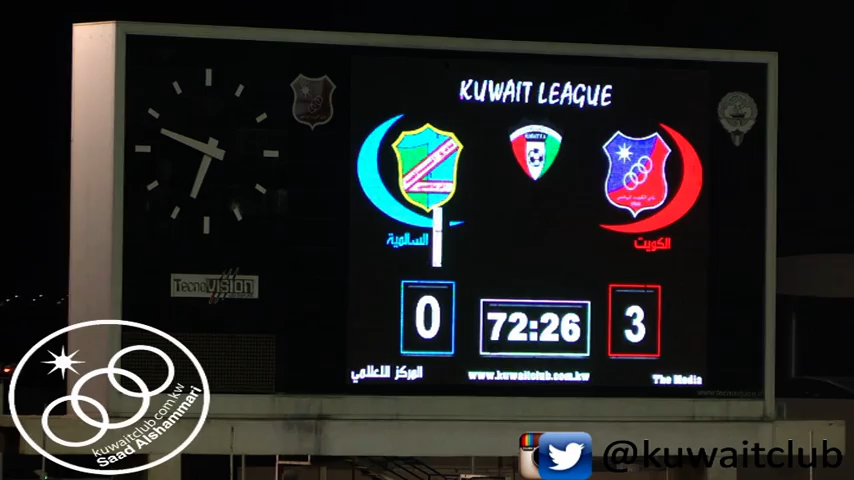 KUWAIT LEAGUE
السالمية
الكويت
0
72:26
3
المركز الاعلامي
www.kuwaitclub.com.kw
The Media
TecnoVISION
kuwaitclub.com.kw
Saad Alshammari
@kuwaitclub